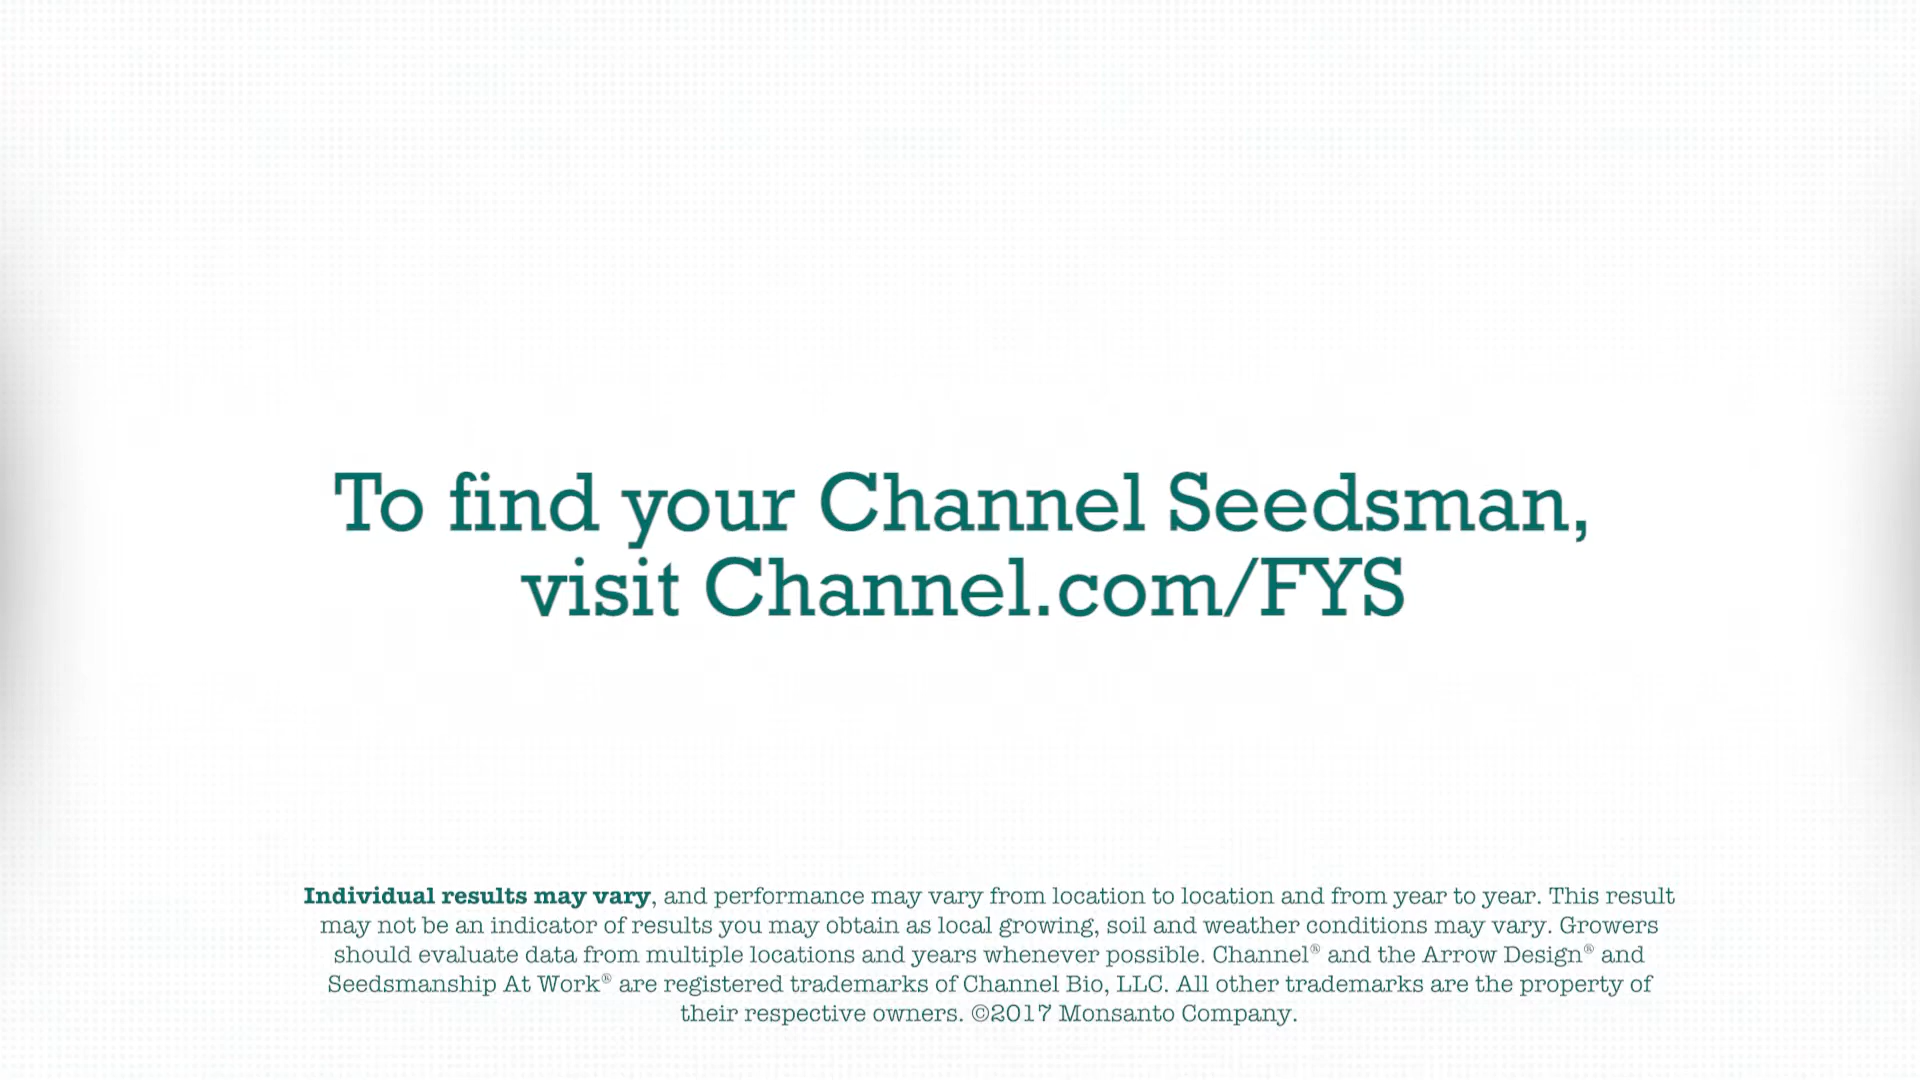 To find your Channel Seedsman,
visit Channel.com/FYS
Individual results may vary, and performance may vary from location to location and from year to year. This result
may not be an indicator of results you may obtain as local growing, soil and weather conditions may vary. Growers
should evaluate data from multiple locations and years whenever possible. Channel® and the Arrow Design® and
Seedsmanship At Work® are registered trademarks of Channel Bio, LLC. All other trademarks are the property of
their respective owners. ©2017 Monsanto Company.